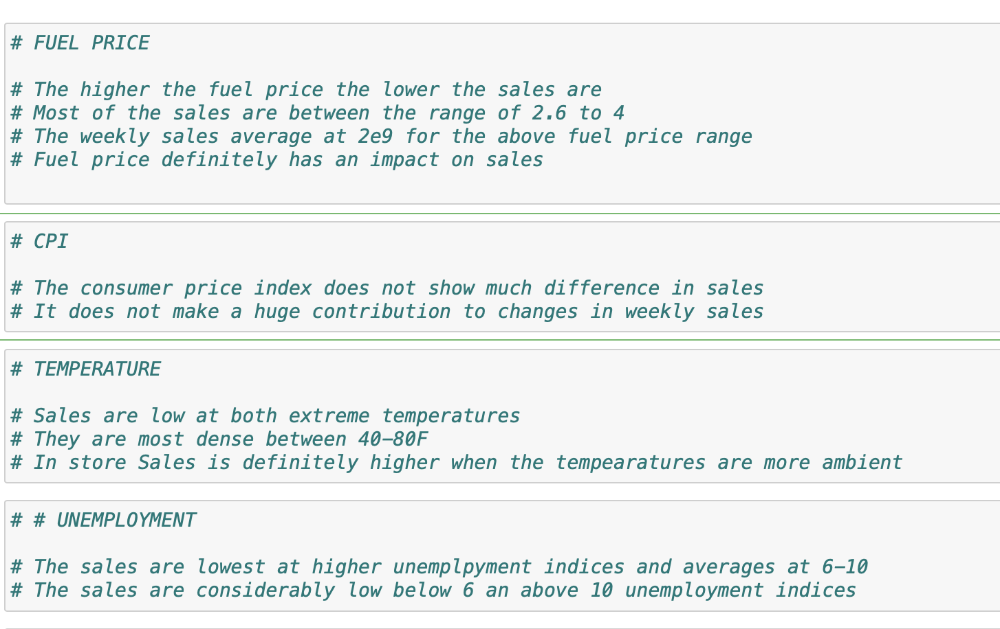 # FUEL PRICE
# The higher the fuel price the lower the sales are
# Most of the sales are between the range of 2.6 to 4
# The weekly sales average at 2e9 for the above fuel price range
# Fuel price definitely has an impact on sales
# CPI
# The consumer price index does not show much difference in sales
# It does not make a huge contribution to changes in weekly sales
# TEMPERATURE
# Sales are low at both extreme temperatures
# They are most dense between 40-80F
# In store Sales is definitely higher when the tempearatures are more ambient
# # UNEMPLOYMENT
# The sales are lowest at higher unemplpyment indices and averages at 6-10
# The sales are considerably low below 6 an above 10 unemployment indices